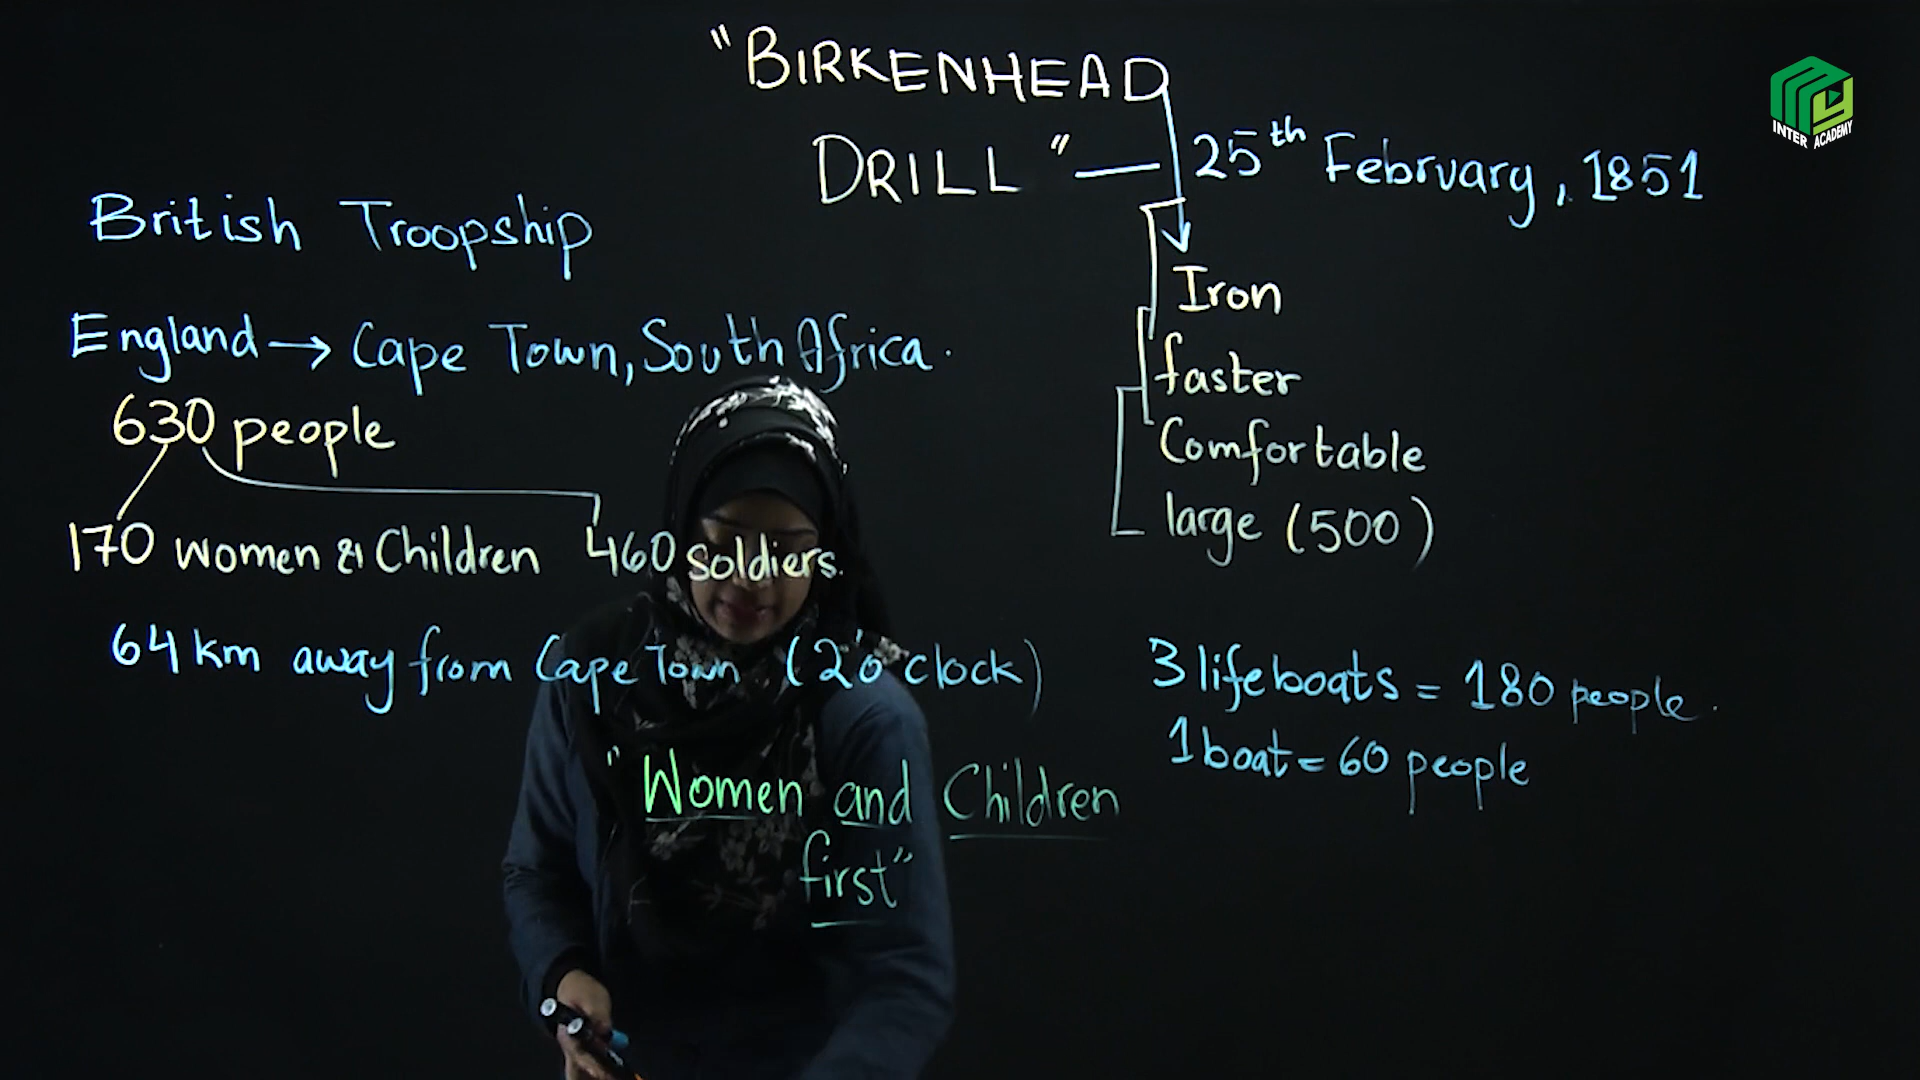 "BIRKENHEAD
DRILL" — 25th February, 1851
British Troopship
England → Cape Town, South Africa.
630 people
170 women & Children 460 soldiers.
64 km away from Cape Town (2 o'clock)
"Women and Children
first"
Iron
faster
Comfortable
large (500)
3 lifeboats = 180 people.
1 boat = 60 people
INTER ACADEMY